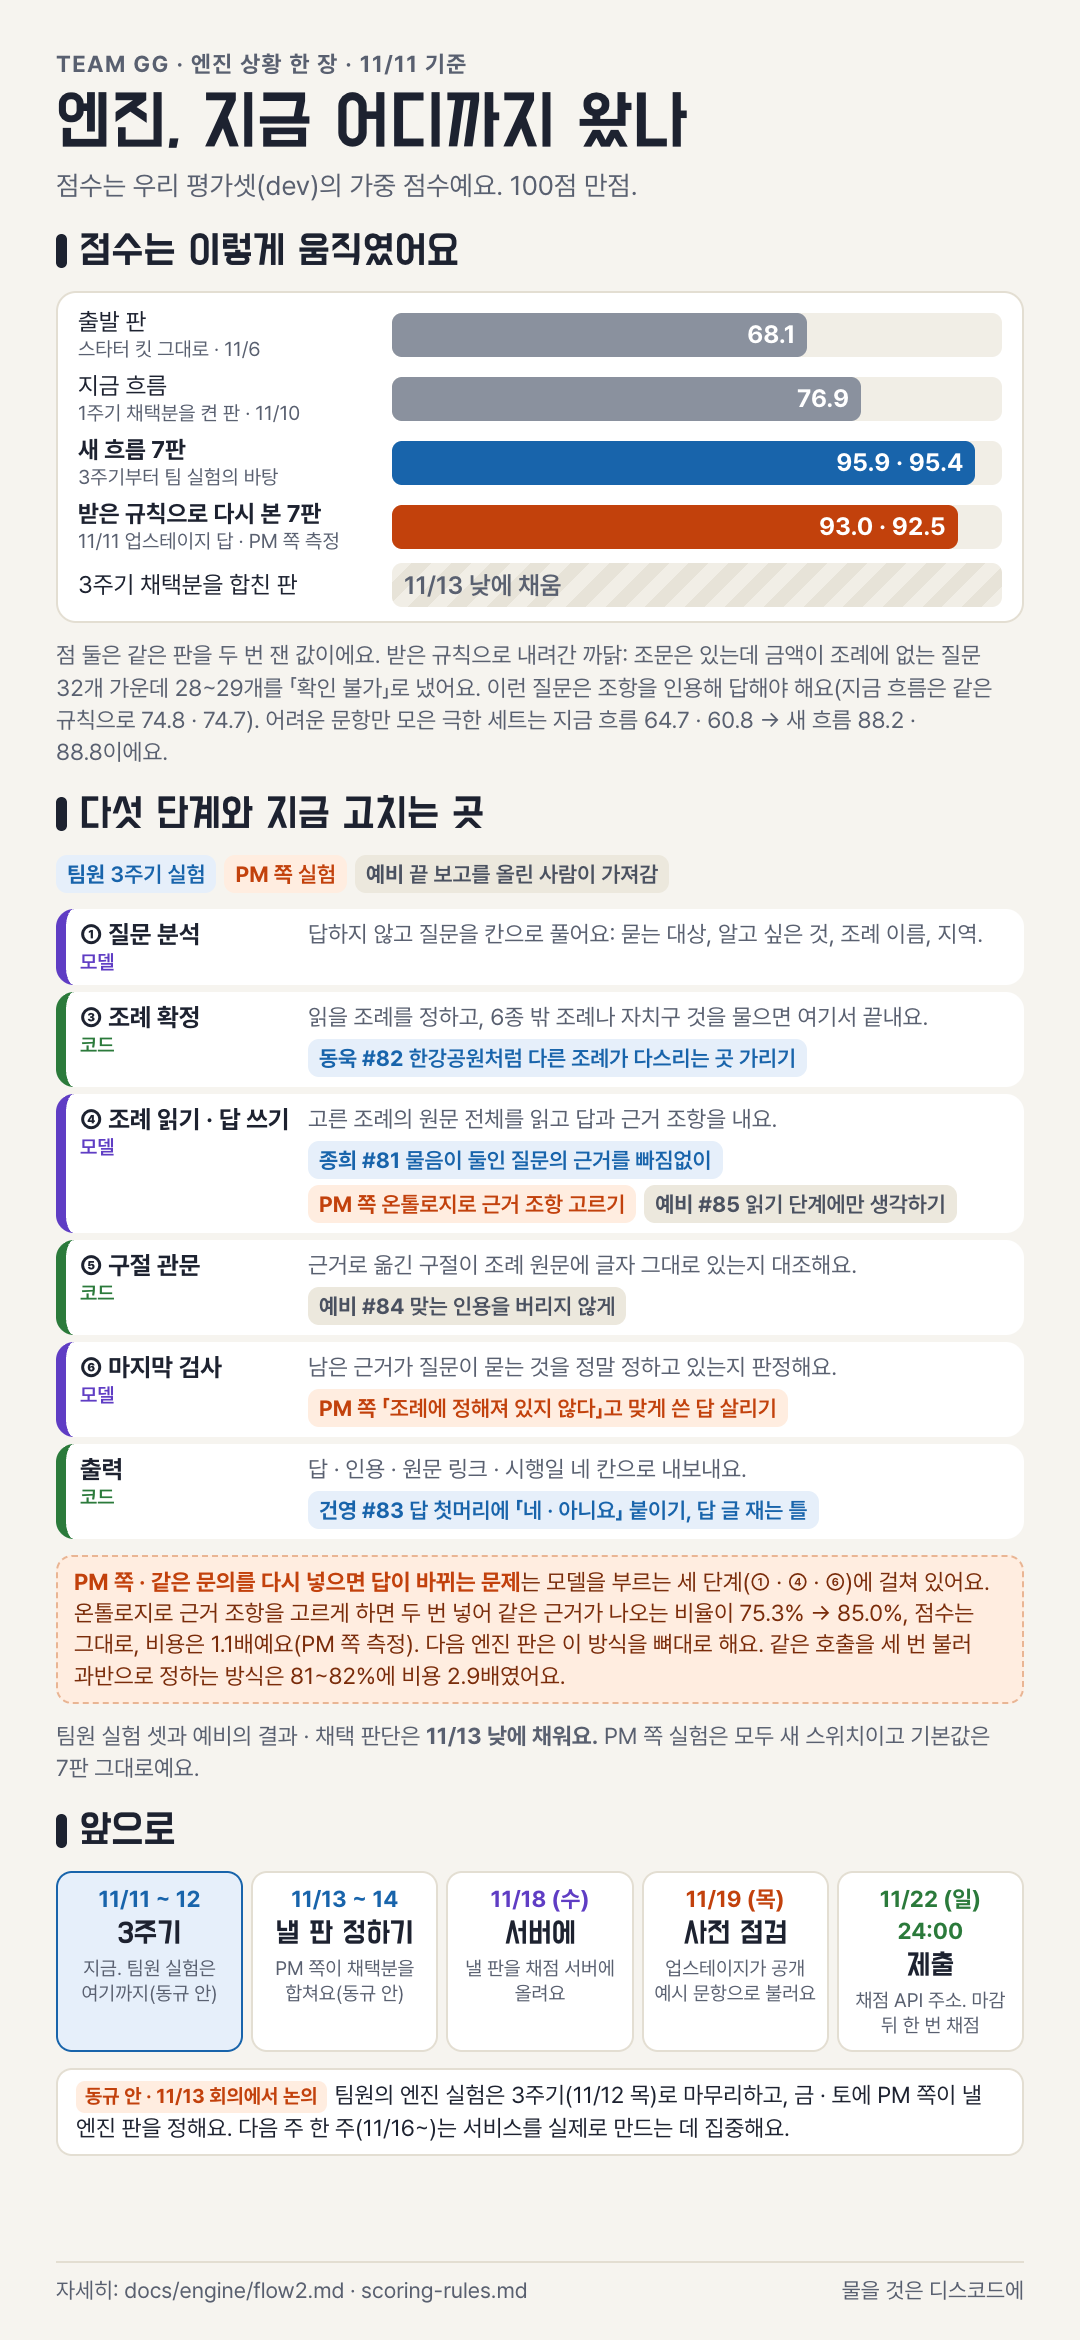 TEAM GG · 엔진 상황 한 장 · 11/11 기준
엔진, 지금 어디까지 왔나
점수는 우리 평가셋(dev)의 가중 점수예요. 100점 만점.
점수는 이렇게 움직였어요
출발 판
스타터 킷 그대로 · 11/6
68.1
지금 흐름
1주기 채택분을 켠 판 · 11/10
76.9
새 흐름 7판
3주기부터 팀 실험의 바탕
95.9 · 95.4
받은 규칙으로 다시 본 7판
11/11 업스테이지 답 · PM 쪽 측정
93.0 · 92.5
3주기 채택분을 합친 판
11/13 낮에 채움
점 둘은 같은 판을 두 번 잰 값이에요. 받은 규칙으로 내려간 까닭: 조문은 있는데 금액이 조례에 없는 질문
32개 가운데 28~29개를 「확인 불가」로 냈어요. 이런 질문은 조항을 인용해 답해야 해요(지금 흐름은 같은
규칙으로 74.8 · 74.7). 어려운 문항만 모은 극한 세트는 지금 흐름 64.7 · 60.8 → 새 흐름 88.2 ·
88.8이에요.
다섯 단계와 지금 고치는 곳
팀원 3주기 실험
PM 쪽 실험
예비 끝 보고를 올린 사람이 가져감
① 질문 분석
모델
답하지 않고 질문을 칸으로 풀어요: 묻는 대상, 알고 싶은 것, 조례 이름, 지역.
③ 조례 확정
코드
읽을 조례를 정하고, 6종 밖 조례나 자치구 것을 물으면 여기서 끝내요.
동욱 #82 한강공원처럼 다른 조례가 다스리는 곳 가리기
④ 조례 읽기 · 답 쓰기
모델
고른 조례의 원문 전체를 읽고 답과 근거 조항을 내요.
종희 #81 물음이 둘인 질문의 근거를 빠짐없이
PM 쪽 온톨로지로 근거 조항 고르기
예비 #85 읽기 단계에만 생각하기
⑤ 구절 관문
코드
근거로 옮긴 구절이 조례 원문에 글자 그대로 있는지 대조해요.
예비 #84 맞는 인용을 버리지 않게
⑥ 마지막 검사
모델
남은 근거가 질문이 묻는 것을 정말 정하고 있는지 판정해요.
PM 쪽 「조례에 정해져 있지 않다」고 맞게 쓴 답 살리기
출력
코드
답 · 인용 · 원문 링크 · 시행일 네 칸으로 내보내요.
건영 #83 답 첫머리에 「네 · 아니요」 붙이기, 답 글 재는 틀
PM 쪽 · 같은 문의를 다시 넣으면 답이 바뀌는 문제는 모델을 부르는 세 단계(① · ④ · ⑥)에 걸쳐 있어요.
온톨로지로 근거 조항을 고르게 하면 두 번 넣어 같은 근거가 나오는 비율이 75.3% → 85.0%, 점수는
그대로, 비용은 1.1배예요(PM 쪽 측정). 다음 엔진 판은 이 방식을 뼈대로 해요. 같은 호출을 세 번 불러
과반으로 정하는 방식은 81~82%에 비용 2.9배였어요.
팀원 실험 셋과 예비의 결과 · 채택 판단은 11/13 낮에 채워요. PM 쪽 실험은 모두 새 스위치이고 기본값은
7판 그대로예요.
앞으로
11/11 ~ 12
3주기
지금. 팀원 실험은
여기까지(동규 안)
11/13 ~ 14
낼 판 정하기
PM 쪽이 채택분을
합쳐요(동규 안)
11/18 (수)
서버에
낼 판을 채점 서버에
올려요
11/19 (목)
사전 점검
업스테이지가 공개
예시 문항으로 불러요
11/22 (일)
24:00
제출
채점 API 주소. 마감
뒤 한 번 채점
동규 안 · 11/13 회의에서 논의 팀원의 엔진 실험은 3주기(11/12 목)로 마무리하고, 금 · 토에 PM 쪽이 낼
엔진 판을 정해요. 다음 주 한 주(11/16~)는 서비스를 실제로 만드는 데 집중해요.
자세히: docs/engine/flow2.md · scoring-rules.md
물을 것은 디스코드에